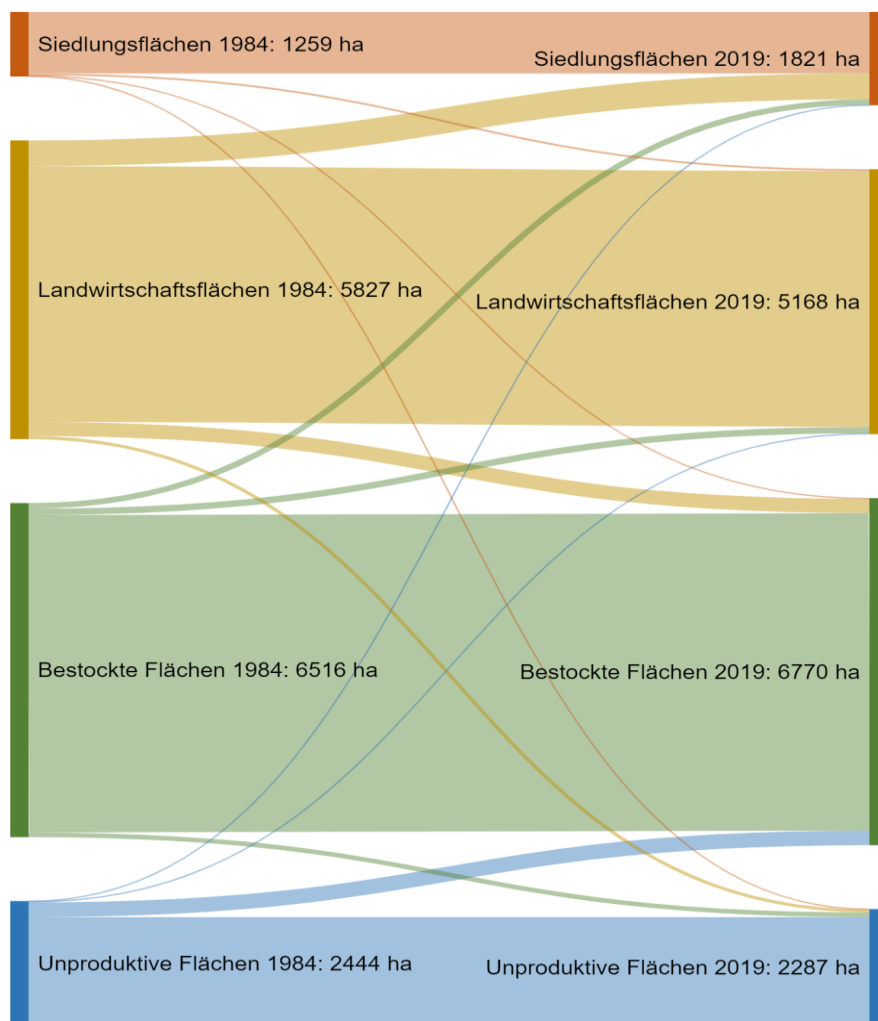 Siedlungsflächen 1984: 1259 ha
Siedlungsflächen 2019: 1821 ha
Landwirtschaftsflächen 1984: 5827 ha
Landwirtschaftsflächen 2019: 5168 ha
Bestockte Flächen 1984: 6516 ha
Bestockte Flächen 2019: 6770 ha
Unproduktive Flächen 1984: 2444 ha
Unproduktive Flächen 2019: 2287 ha